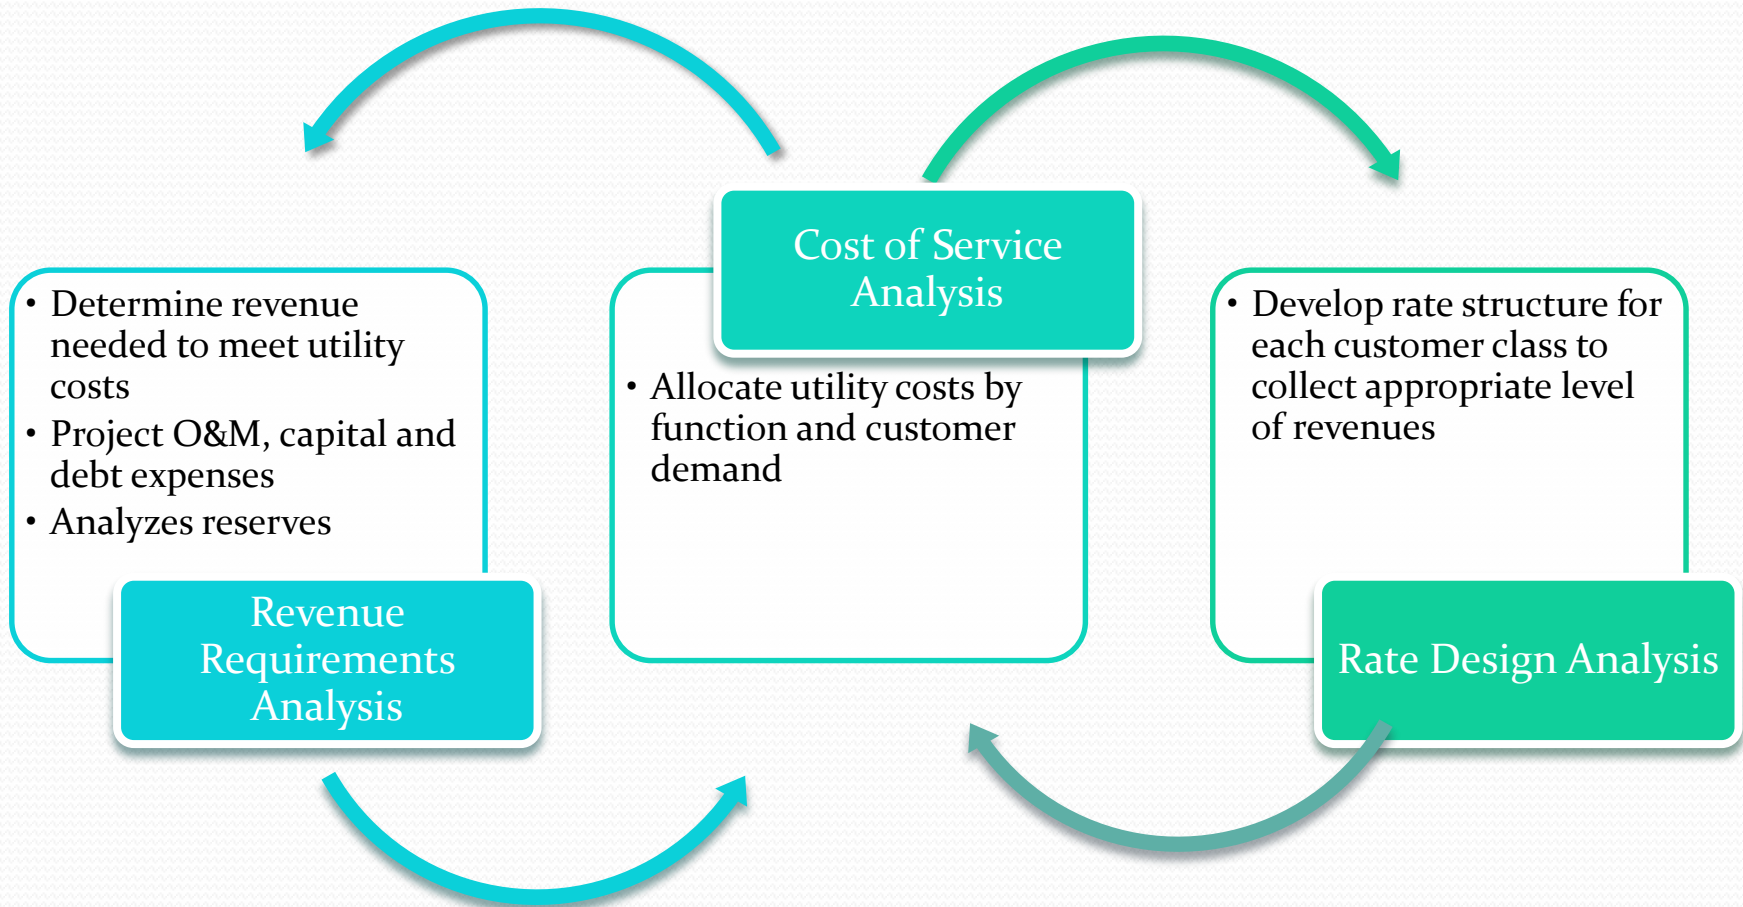 • Determine revenue
needed to meet utility
costs
• Project O&M, capital and
debt expenses
• Analyzes reserves
Revenue
Requirements
Analysis
Cost of Service
Analysis
• Allocate utility costs by
function and customer
demand
• Develop rate structure for
each customer class to
collect appropriate level
of revenues
Rate Design Analysis